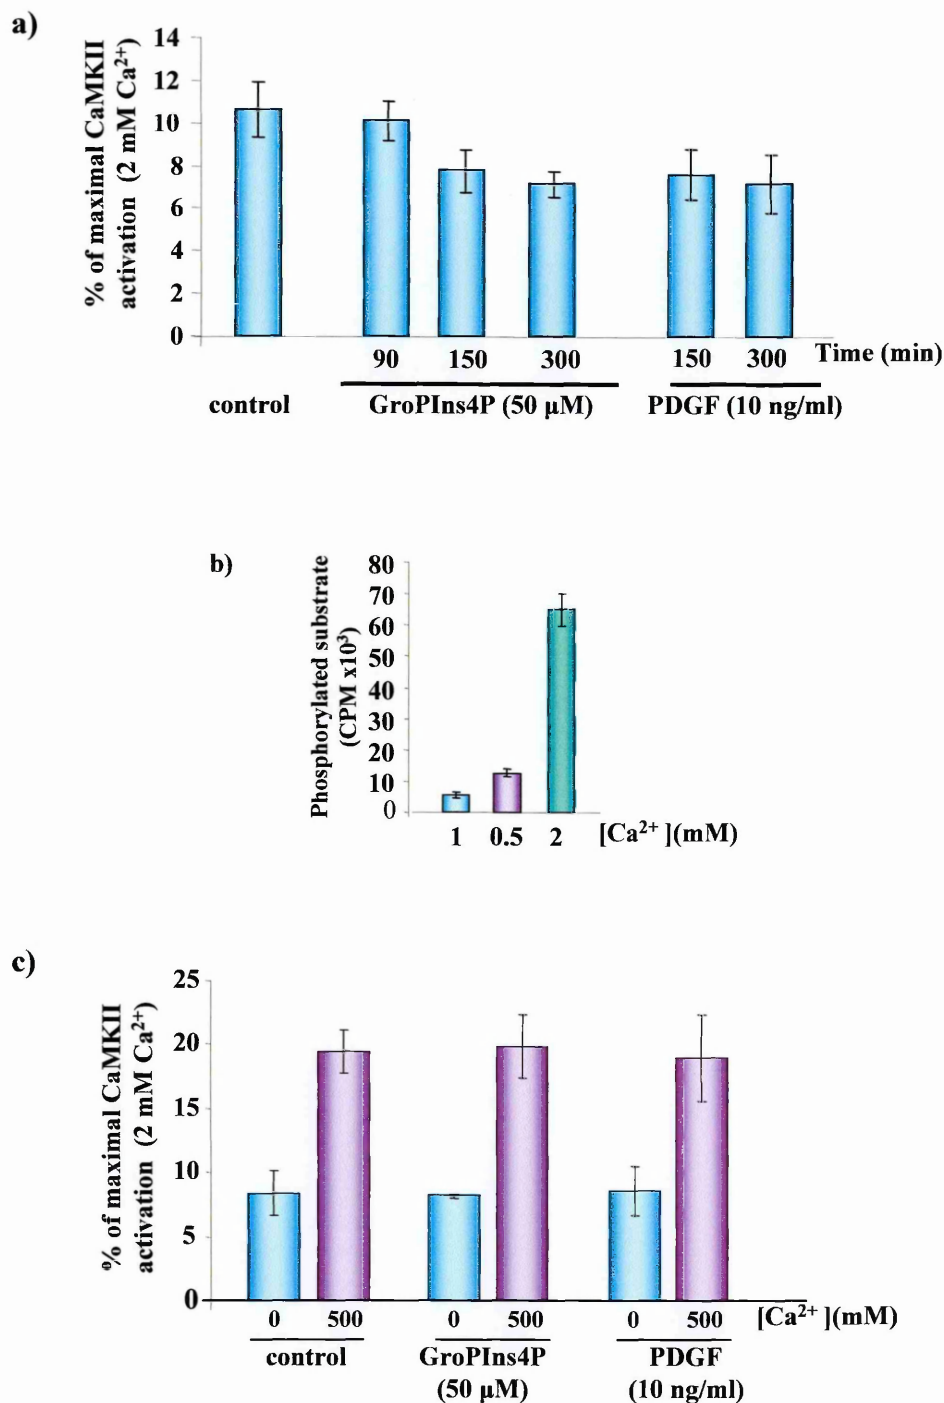 a)
% of maximal CaMKII
activation (2 mM Ca²⁺)
14
12
10
8
6
4
2
0
90 150 300 150 300 Time (min)
control GroPIns4P (50 µM) PDGF (10 ng/ml)
b)
Phosphorylated substrate
(CPM x10³)
80
70
60
50
40
30
20
10
0
1 0.5 2 [Ca²⁺](mM)
c)
% of maximal CaMKII
activation (2 mM Ca²⁺)
25
20
15
10
5
0
0 500 0 500 0 500 [Ca²⁺](mM)
control GroPIns4P PDGF
(50 µM) (10 ng/ml)